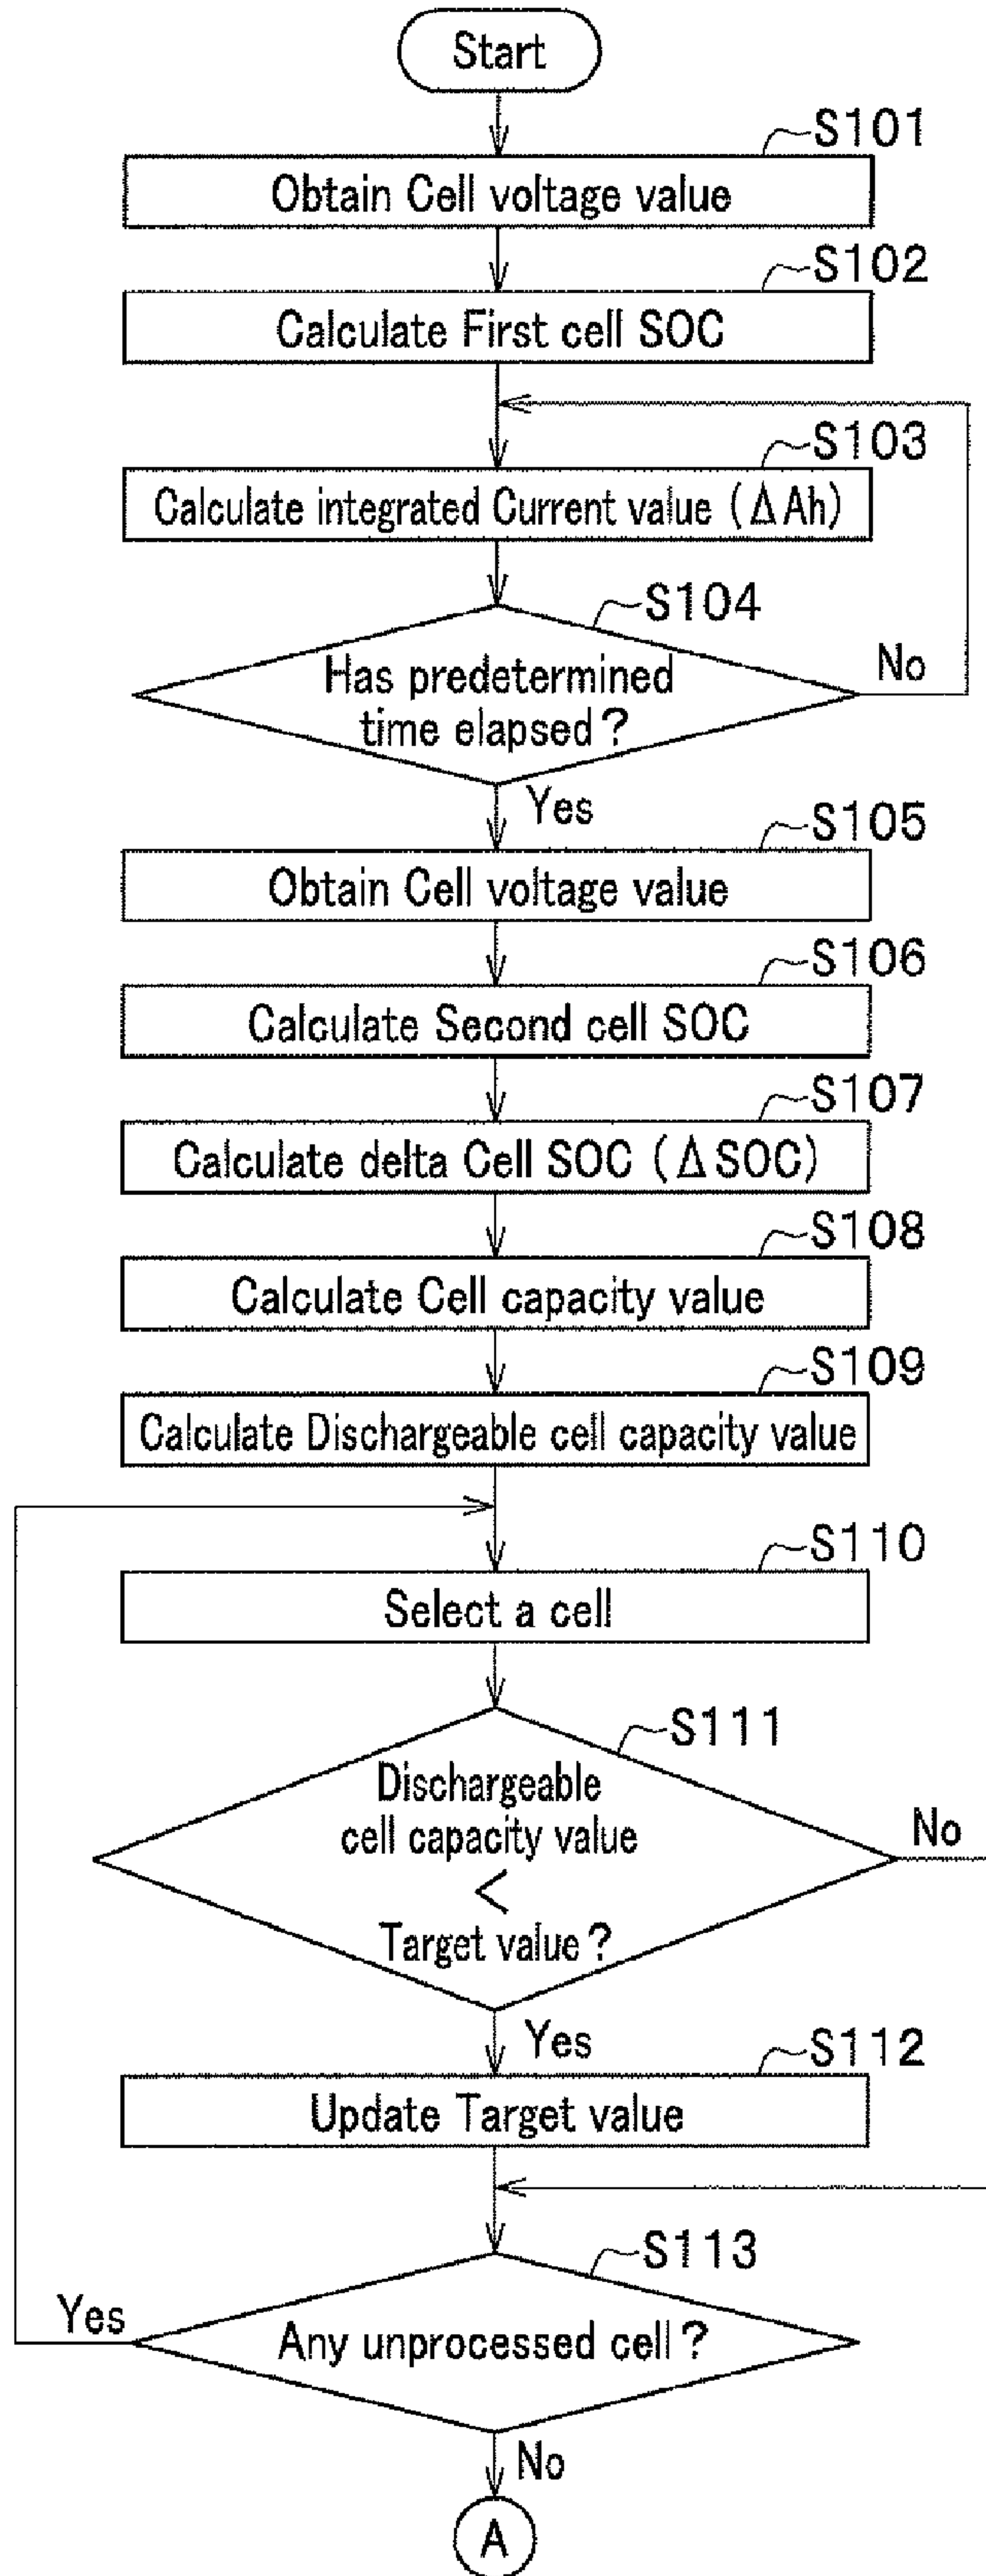 Start
S101
Obtain Cell voltage value
S102
Calculate First cell SOC
S103
Calculate integrated Current value (ΔAh)
S104
Has predetermined
time elapsed?
No
Yes
S105
Obtain Cell voltage value
S106
Calculate Second cell SOC
S107
Calculate delta Cell SOC (ΔSOC)
S108
Calculate Cell capacity value
S109
Calculate Dischargeable cell capacity value
S110
Select a cell
S111
Dischargeable
cell capacity value
<
Target value?
No
Yes
S112
Update Target value
S113
Any unprocessed cell?
Yes
No
A